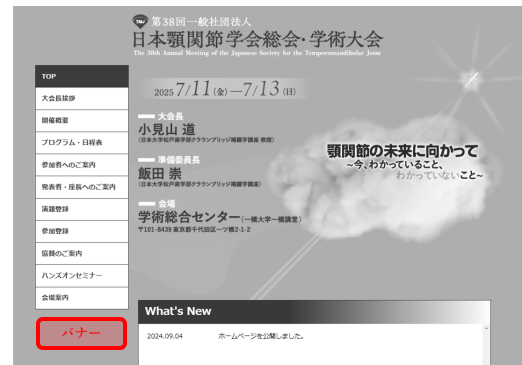 第38回一般社団法人
日本顎関節学会総会・学術大会
The 38th Annual Meeting of the Japanese Society for the Temporomandibular Joint
TOP
大会長挨拶
開催概要
プログラム・日程表
参加者へのご案内
発表者・座長へのご案内
演題登録
参加登録
協賛のご案内
ハンズオンセミナー
会場案内
バナー
2025 7/11(金)―7/13(日)
大会長
小見山 道
(日本大学松戸歯学部クラウンブリッジ補綴学講座 教授)
準備委員長
飯田 崇
(日本大学松戸歯学部クラウンブリッジ補綴学講座)
会場
学術総合センター(一橋大学一橋講堂)
〒101-8439 東京都千代田区一ツ橋2-1-2
顎関節の未来に向かって
~今、わかっていること、
わかっていないこと~
What's New
2024.09.04 ホームページを公開しました。